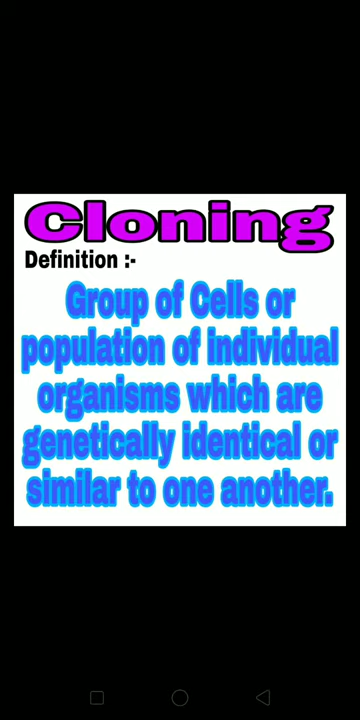 Cloning
Definition :-
Group of Cells or
population of individual
organisms which are
genetically identical or
similar to one another.